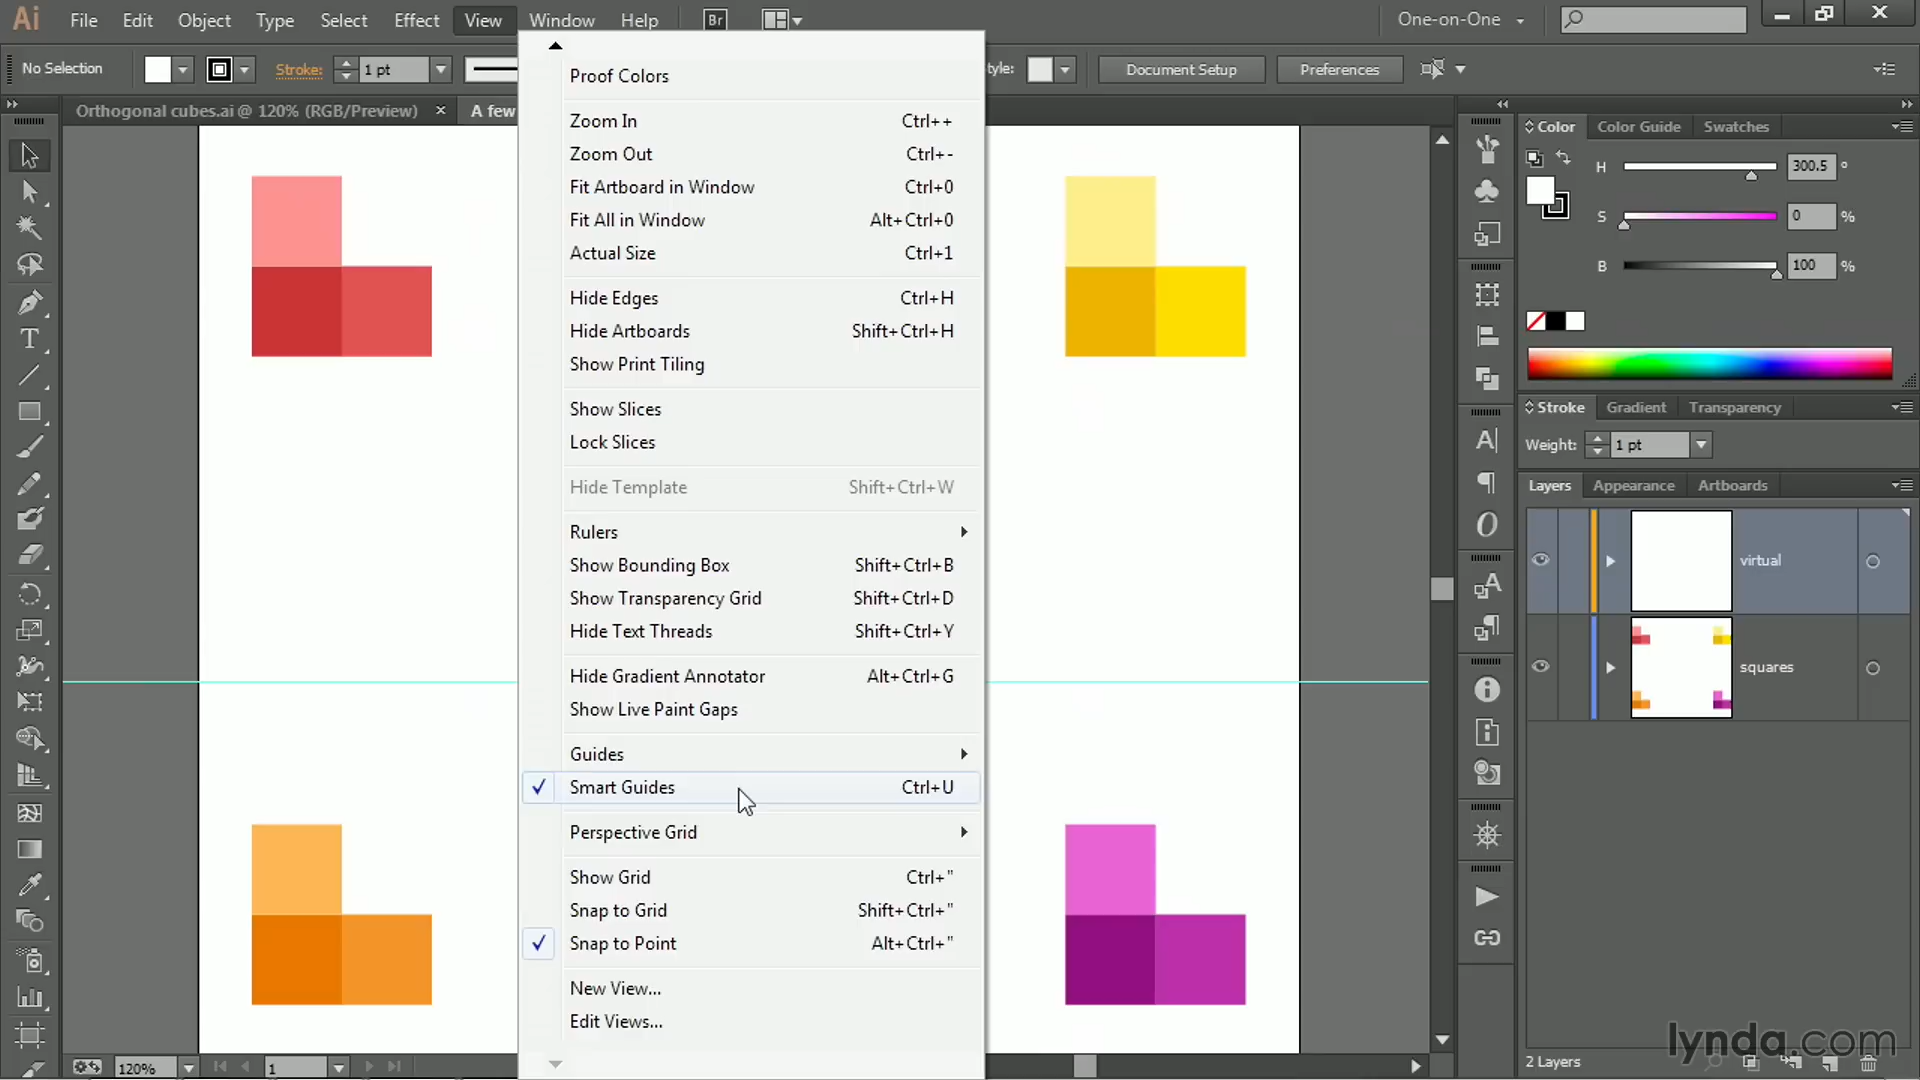 Ai File Edit Object Type Select Effect View Window Help Br One-on-One
No Selection Stroke: 1 pt tyle: Document Setup Preferences
Orthogonal cubes.ai @ 120% (RGB/Preview) × A few
Proof Colors
Zoom In Ctrl++
Zoom Out Ctrl+-
Fit Artboard in Window Ctrl+0
Fit All in Window Alt+Ctrl+0
Actual Size Ctrl+1
Hide Edges Ctrl+H
Hide Artboards Shift+Ctrl+H
Show Print Tiling
Show Slices
Lock Slices
Hide Template Shift+Ctrl+W
Rulers
Show Bounding Box Shift+Ctrl+B
Show Transparency Grid Shift+Ctrl+D
Hide Text Threads Shift+Ctrl+Y
Hide Gradient Annotator Alt+Ctrl+G
Show Live Paint Gaps
Guides
Smart Guides Ctrl+U
Perspective Grid
Show Grid Ctrl+"
Snap to Grid Shift+Ctrl+"
Snap to Point Alt+Ctrl+"
New View...
Edit Views...
Color Color Guide Swatches
H 300.5 °
S 0 %
B 100 %
Stroke Gradient Transparency
Weight: 1 pt
Layers Appearance Artboards
virtual
squares
2 Layers
lynda.com
120% 1